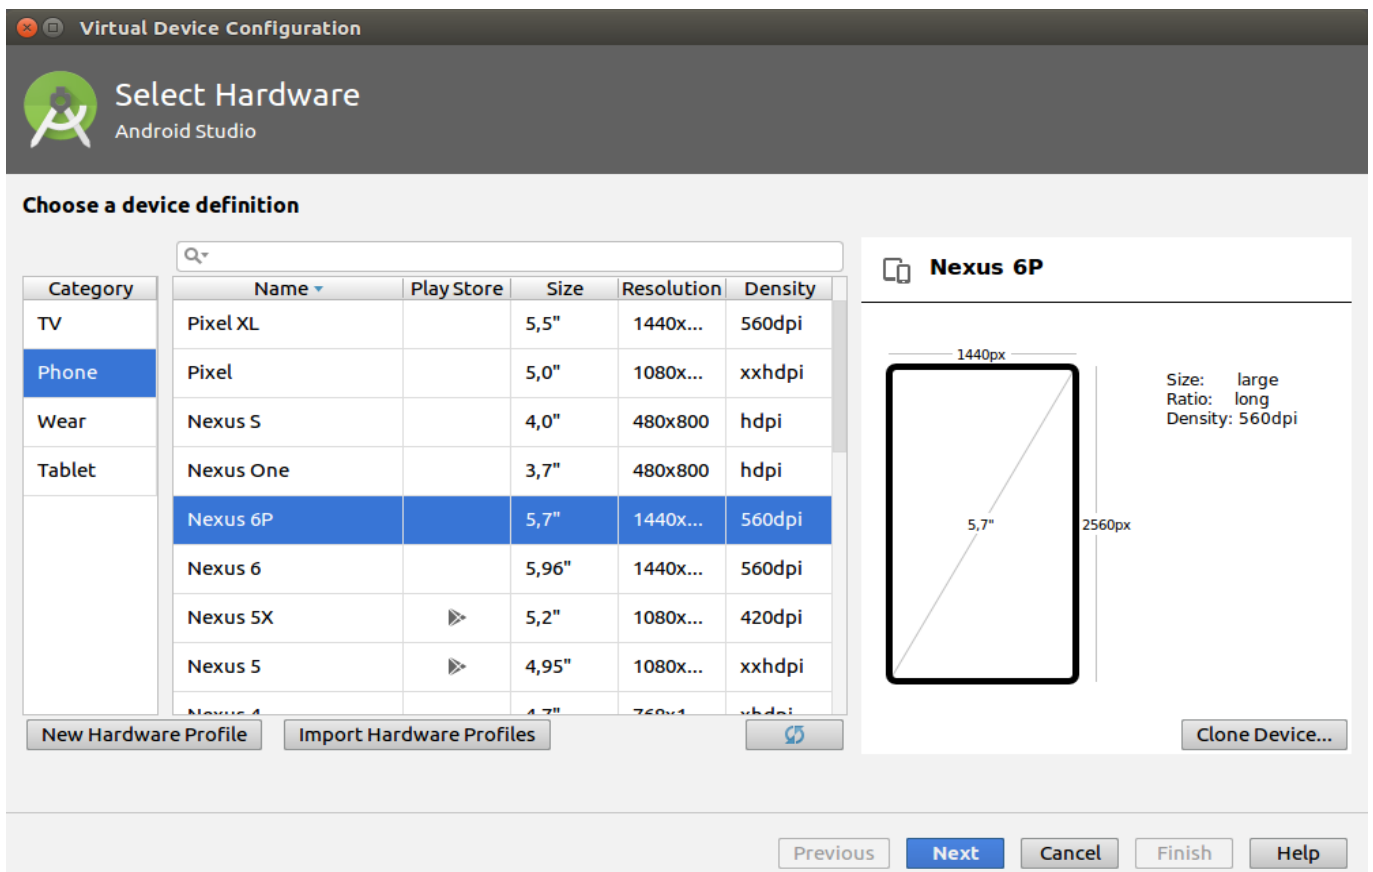 Virtual Device Configuration
Select Hardware
Android Studio
Choose a device definition
Category
TV
Phone
Wear
Tablet
Name Play Store Size Resolution Density
Pixel XL 5,5" 1440x... 560dpi
Pixel 5,0" 1080x... xxhdpi
Nexus S 4,0" 480x800 hdpi
Nexus One 3,7" 480x800 hdpi
Nexus 6P 5,7" 1440x... 560dpi
Nexus 6 5,96" 1440x... 560dpi
Nexus 5X 5,2" 1080x... 420dpi
Nexus 5 4,95" 1080x... xxhdpi
New Hardware Profile Import Hardware Profiles
Nexus 6P
1440px
5,7"
2560px
Size: large
Ratio: long
Density: 560dpi
Clone Device...
Previous Next Cancel Finish Help